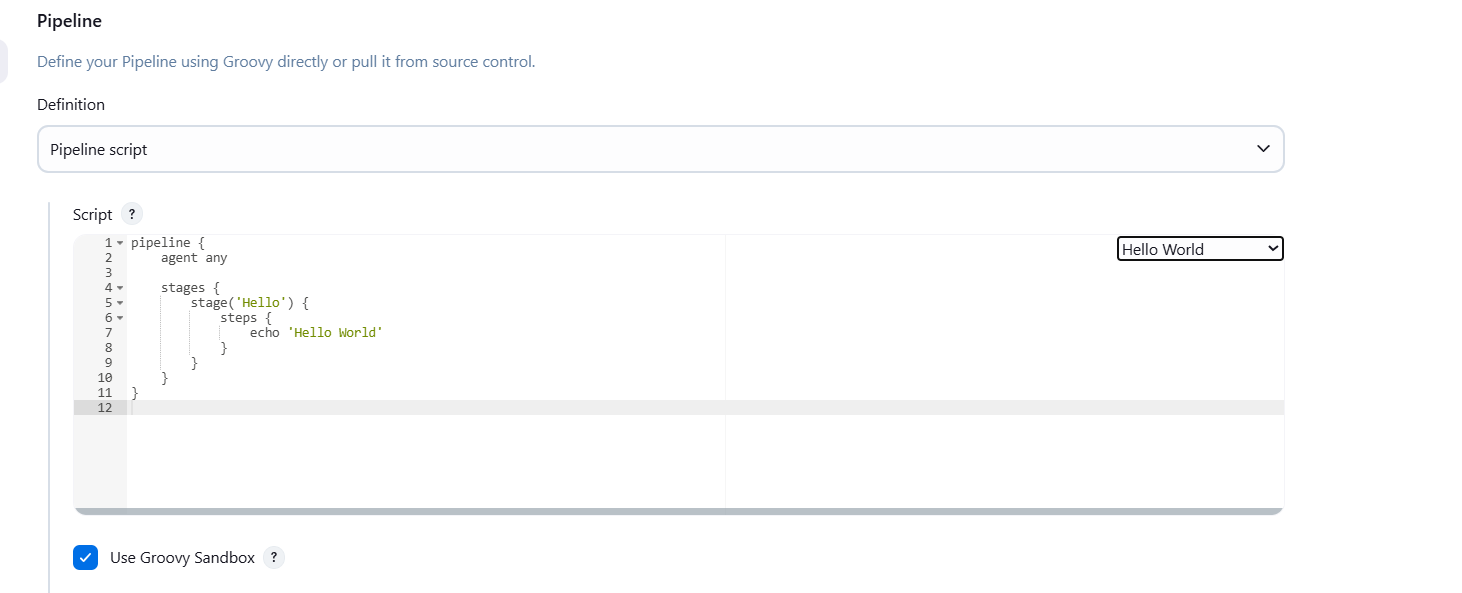 Pipeline
Define your Pipeline using Groovy directly or pull it from source control.
Definition
Pipeline script
Script ?
1 pipeline {
Hello World
2     agent any
3
4     stages {
5         stage('Hello') {
6             steps {
7                 echo 'Hello World'
8             }
9         }
10     }
11 }
12
Use Groovy Sandbox ?